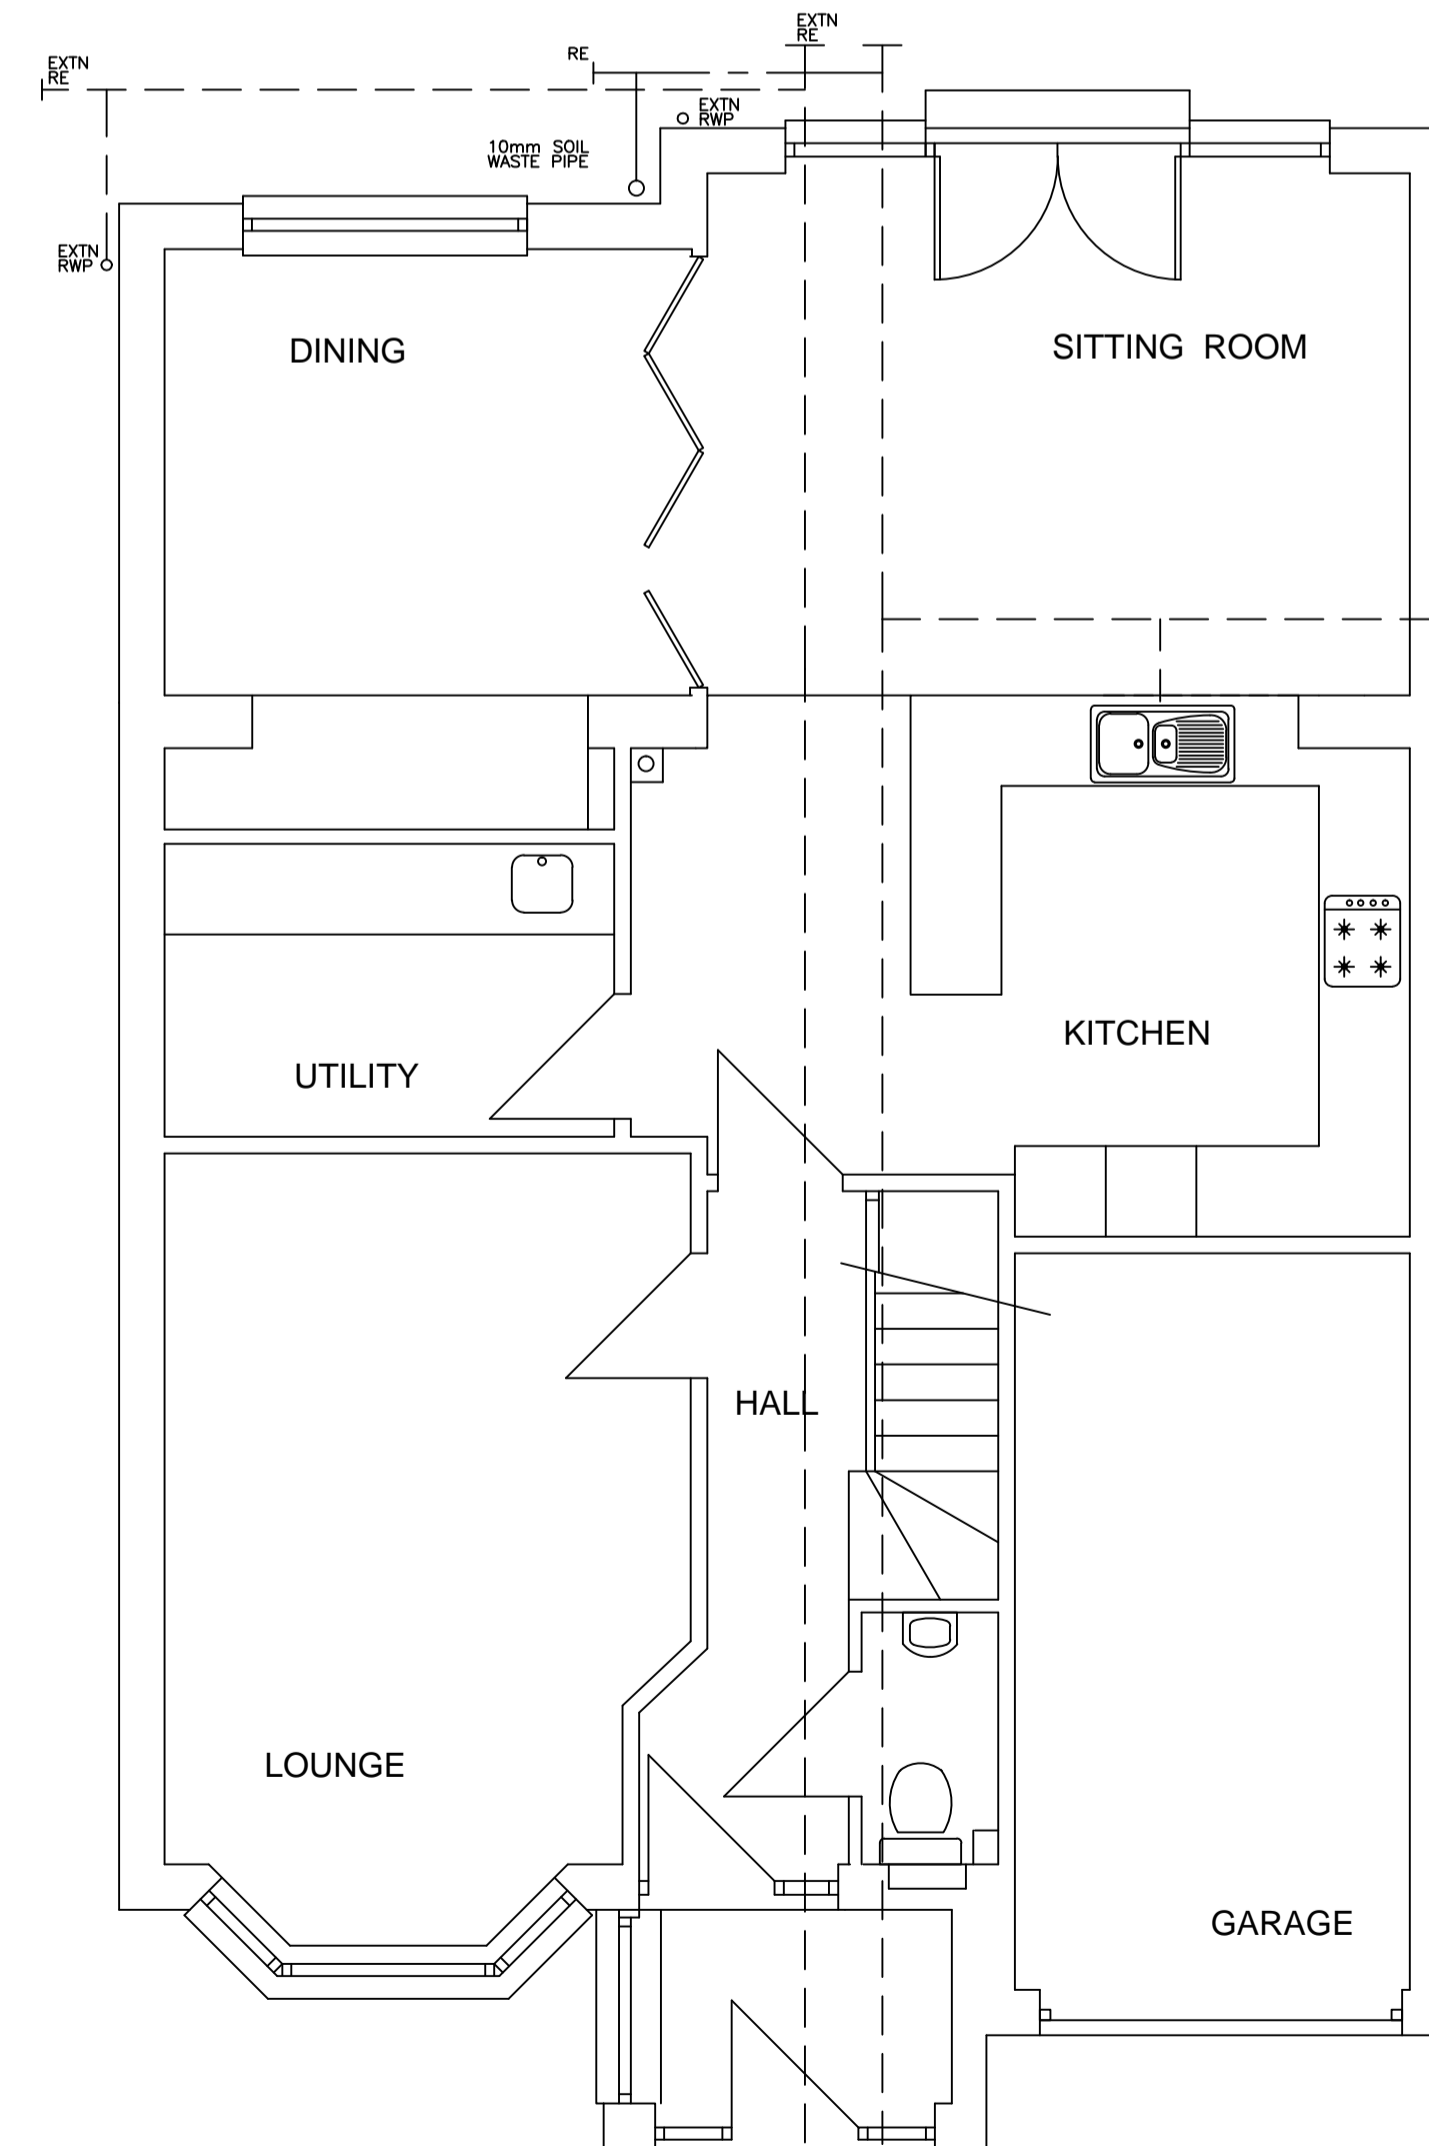 EXTN
RE
EXTN
RE
RE
EXTN
RWP
10mm SOIL
WASTE PIPE
EXTN
RWP
DINING
SITTING ROOM
KITCHEN
UTILITY
HALL
LOUNGE
GARAGE